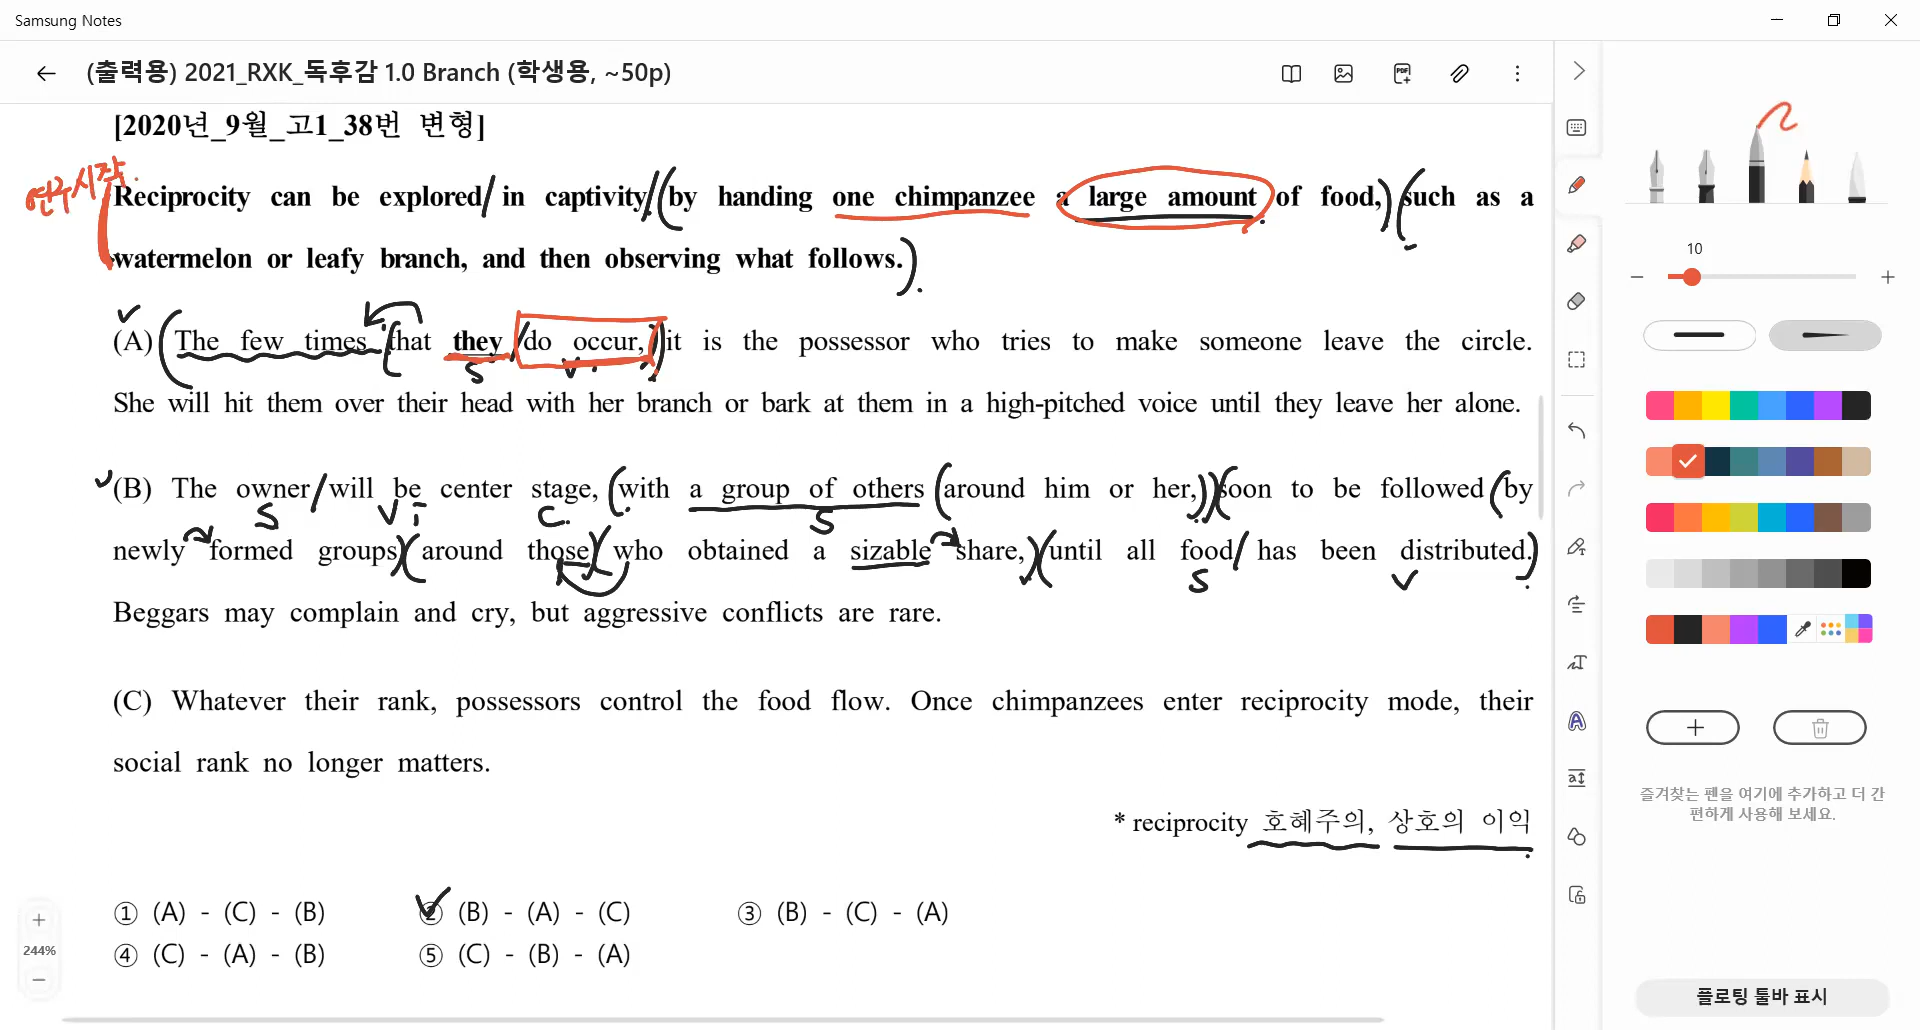 Samsung Notes
(출력용) 2021_RXK_독후감 1.0 Branch (학생용, ~50p)
[2020년_9월_고1_38번 변형]
연구시작.
Reciprocity can be explored in captivity, by handing one chimpanzee a large amount of food, such as a
watermelon or leafy branch, and then observing what follows.
(A) The few times that they do occur, it is the possessor who tries to make someone leave the circle.
S V
She will hit them over their head with her branch or bark at them in a high-pitched voice until they leave her alone.
(B) The owner will be center stage, with a group of others around him or her, soon to be followed by
S V C. S
newly formed groups around those who obtained a sizable share, until all food has been distributed.
S V
Beggars may complain and cry, but aggressive conflicts are rare.
(C) Whatever their rank, possessors control the food flow. Once chimpanzees enter reciprocity mode, their
social rank no longer matters.
* reciprocity 호혜주의, 상호의 이익
① (A) - (C) - (B) ② (B) - (A) - (C) ③ (B) - (C) - (A)
④ (C) - (A) - (B) ⑤ (C) - (B) - (A)
244%
10
즐겨찾는 펜을 여기에 추가하고 더 간
편하게 사용해 보세요.
플로팅 툴바 표시